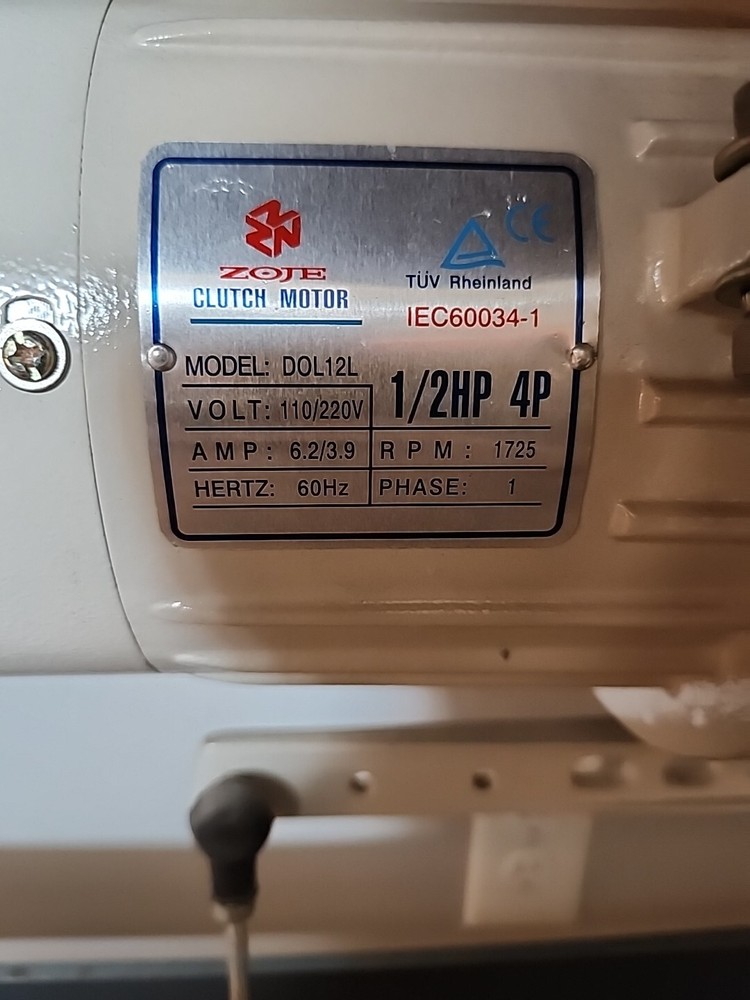 ZOJE
CLUTCH MOTOR
CE
TÜV Rheinland
IEC60034-1
MODEL: DOL12L
1/2HP 4P
VOLT: 110/220V
AMP: 6.2/3.9 RPM: 1725
HERTZ: 60Hz PHASE: 1